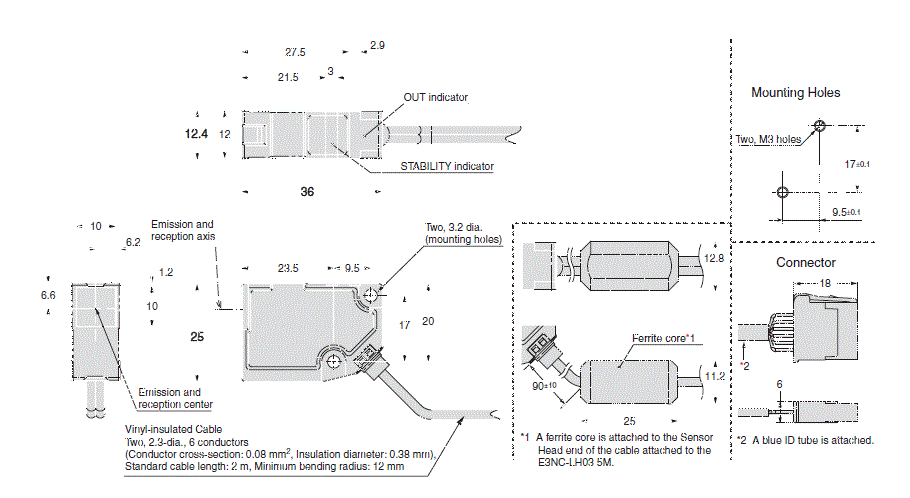 27.5
2.9
21.5
3
OUT indicator
12.4
12
STABILITY indicator
36
Mounting Holes
Two, M3 holes
17±0.1
9.5±0.1
10
6.2
Emission and
reception axis
Two, 3.2 dia.
(mounting holes)
1.2
23.5
9.5
6.6
10
25
17
20
12.8
Connector
18
Ferrite core*1
*2
90±10
11.2
25
6
Emission and
reception center
Vinyl-insulated Cable
Two, 2.3-dia., 6 conductors
(Conductor cross-section: 0.08 mm², Insulation diameter: 0.38 mm),
Standard cable length: 2 m, Minimum bending radius: 12 mm
*1 A ferrite core is attached to the Sensor
Head end of the cable attached to the
E3NC-LH03 5M.
*2 A blue ID tube is attached.